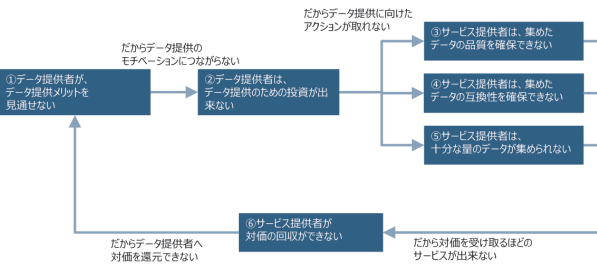 だからデータ提供に向けた
アクションが取れない
だからデータ提供の
モチベーションにつながらない
①データ提供者が、
データ提供メリットを
見通せない
②データ提供者は、
データ提供のための投資が出
来ない
③サービス提供者は、集めた
データの品質を確保できない
④サービス提供者は、集めた
データの互換性を確保できない
⑤サービス提供者は、
十分な量のデータが集められない
⑥サービス提供者が
対価の回収ができない
だからデータ提供者へ
対価を還元できない
だから対価を受け取るほどの
サービスが出来ない